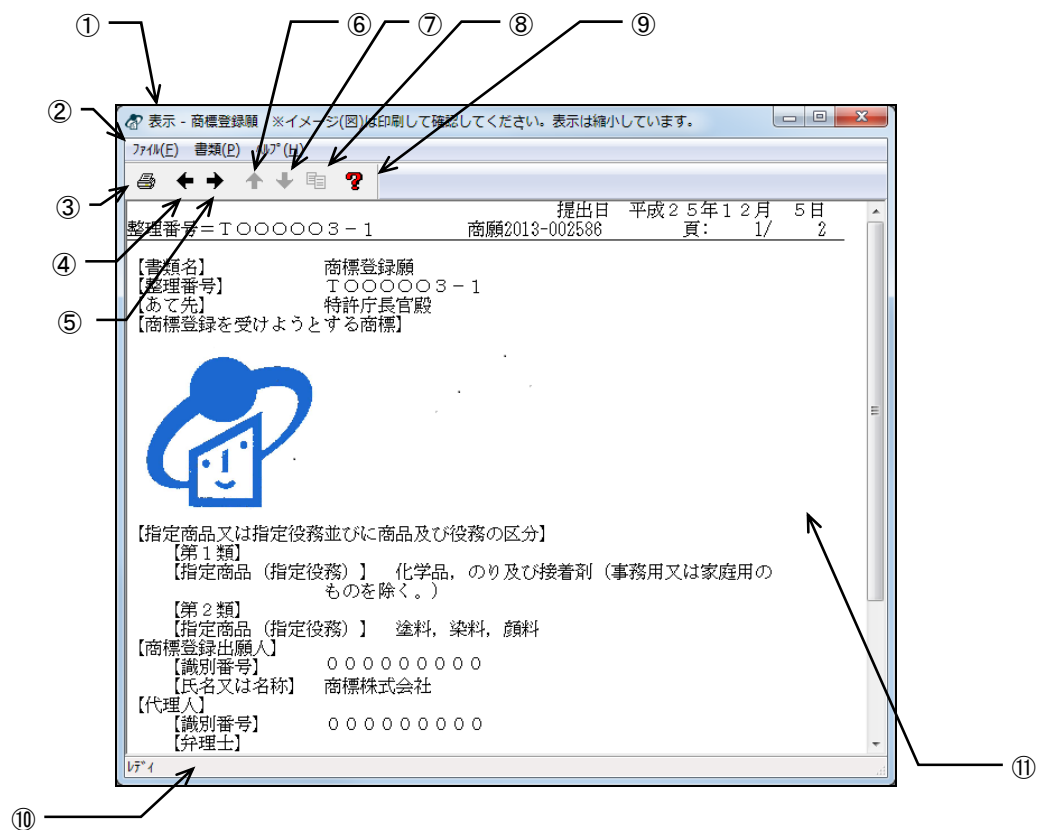 ① ⑥ ⑦ ⑧ ⑨
②
表示 - 商標登録願 ※イメージ(図)は印刷して確認してください。表示は縮小しています。
ﾌｧｲﾙ(F) 書類(P) ﾍﾙﾌﾟ(H)
③
提出日 平成２５年１２月 ５日
整理番号＝Ｔ０００００３－１ 商願2013-002586 頁： 1/ 2
④
【書類名】 商標登録願
【整理番号】 Ｔ０００００３－１
【あて先】 特許庁長官殿
⑤
【商標登録を受けようとする商標】
【指定商品又は指定役務並びに商品及び役務の区分】
【第１類】
【指定商品（指定役務）】 化学品，のり及び接着剤（事務用又は家庭用の
ものを除く。）
【第２類】
【指定商品（指定役務）】 塗料，染料，顔料
【商標登録出願人】
【識別番号】 ０００００００００
【氏名又は名称】 商標株式会社
【代理人】
【識別番号】 ０００００００００
【弁理士】
ﾚﾃﾞｨ
⑪
⑩